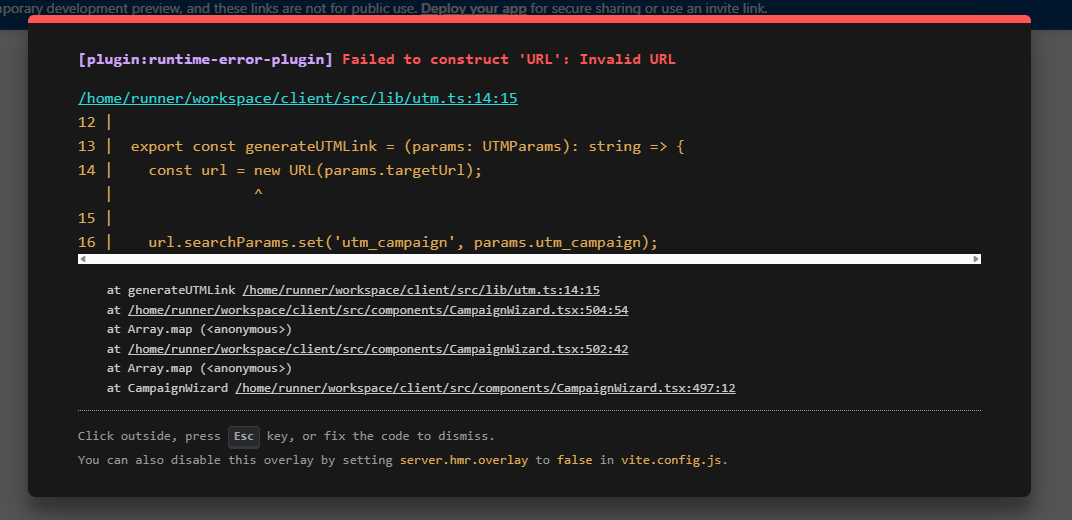 porary development preview, and these links are not for public use. Deploy your app for secure sharing or use an invite link.
[plugin:runtime-error-plugin] Failed to construct 'URL': Invalid URL
/home/runner/workspace/client/src/lib/utm.ts:14:15
12 |
13 |  export const generateUTMLink = (params: UTMParams): string => {
14 |    const url = new URL(params.targetUrl);
   |                ^
15 |
16 |    url.searchParams.set('utm_campaign', params.utm_campaign);
at generateUTMLink /home/runner/workspace/client/src/lib/utm.ts:14:15
at /home/runner/workspace/client/src/components/CampaignWizard.tsx:504:54
at Array.map (<anonymous>)
at /home/runner/workspace/client/src/components/CampaignWizard.tsx:502:42
at Array.map (<anonymous>)
at CampaignWizard /home/runner/workspace/client/src/components/CampaignWizard.tsx:497:12
Click outside, press Esc key, or fix the code to dismiss.
You can also disable this overlay by setting server.hmr.overlay to false in vite.config.js.